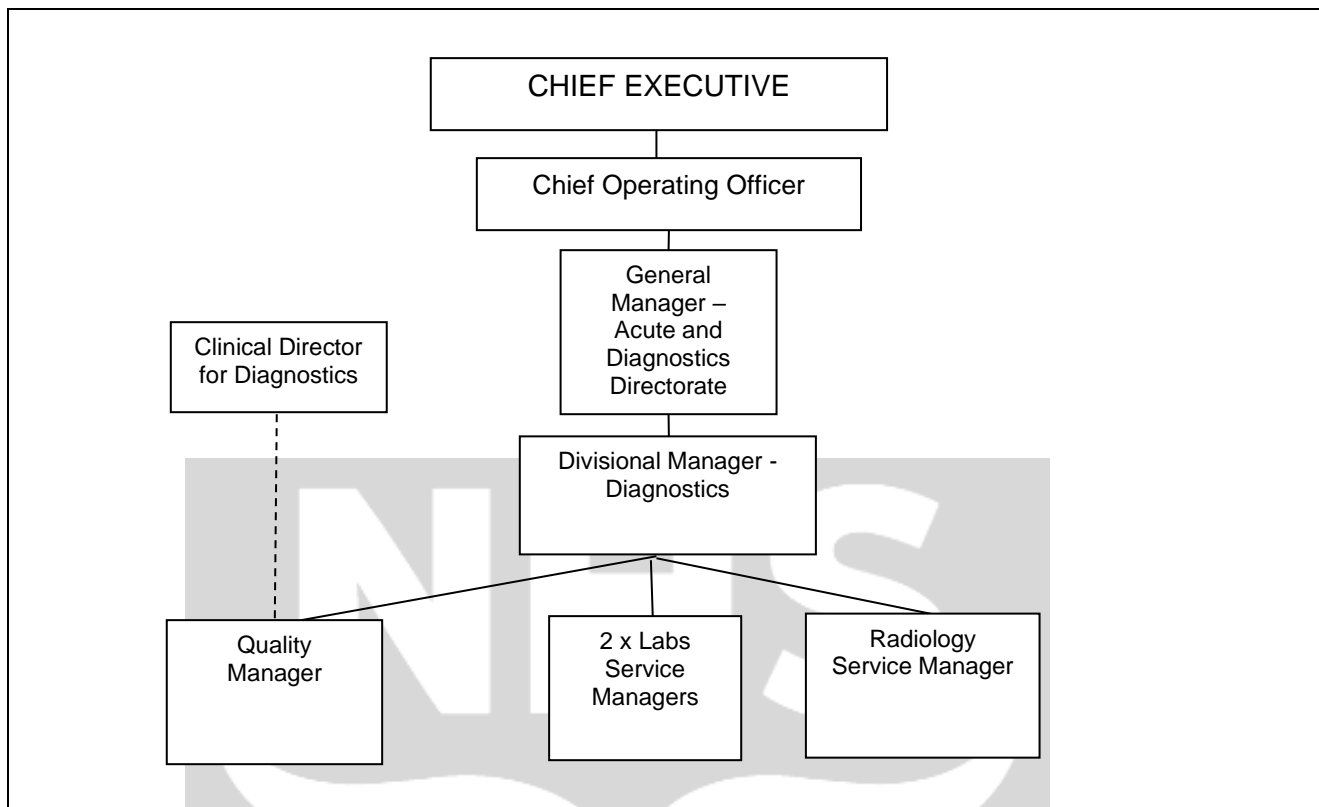 CHIEF EXECUTIVE
Chief Operating Officer
General
Manager –
Acute and
Diagnostics
Directorate
Clinical Director
for Diagnostics
Divisional Manager -
Diagnostics
Quality
Manager
2 x Labs
Service
Managers
Radiology
Service Manager
NHS